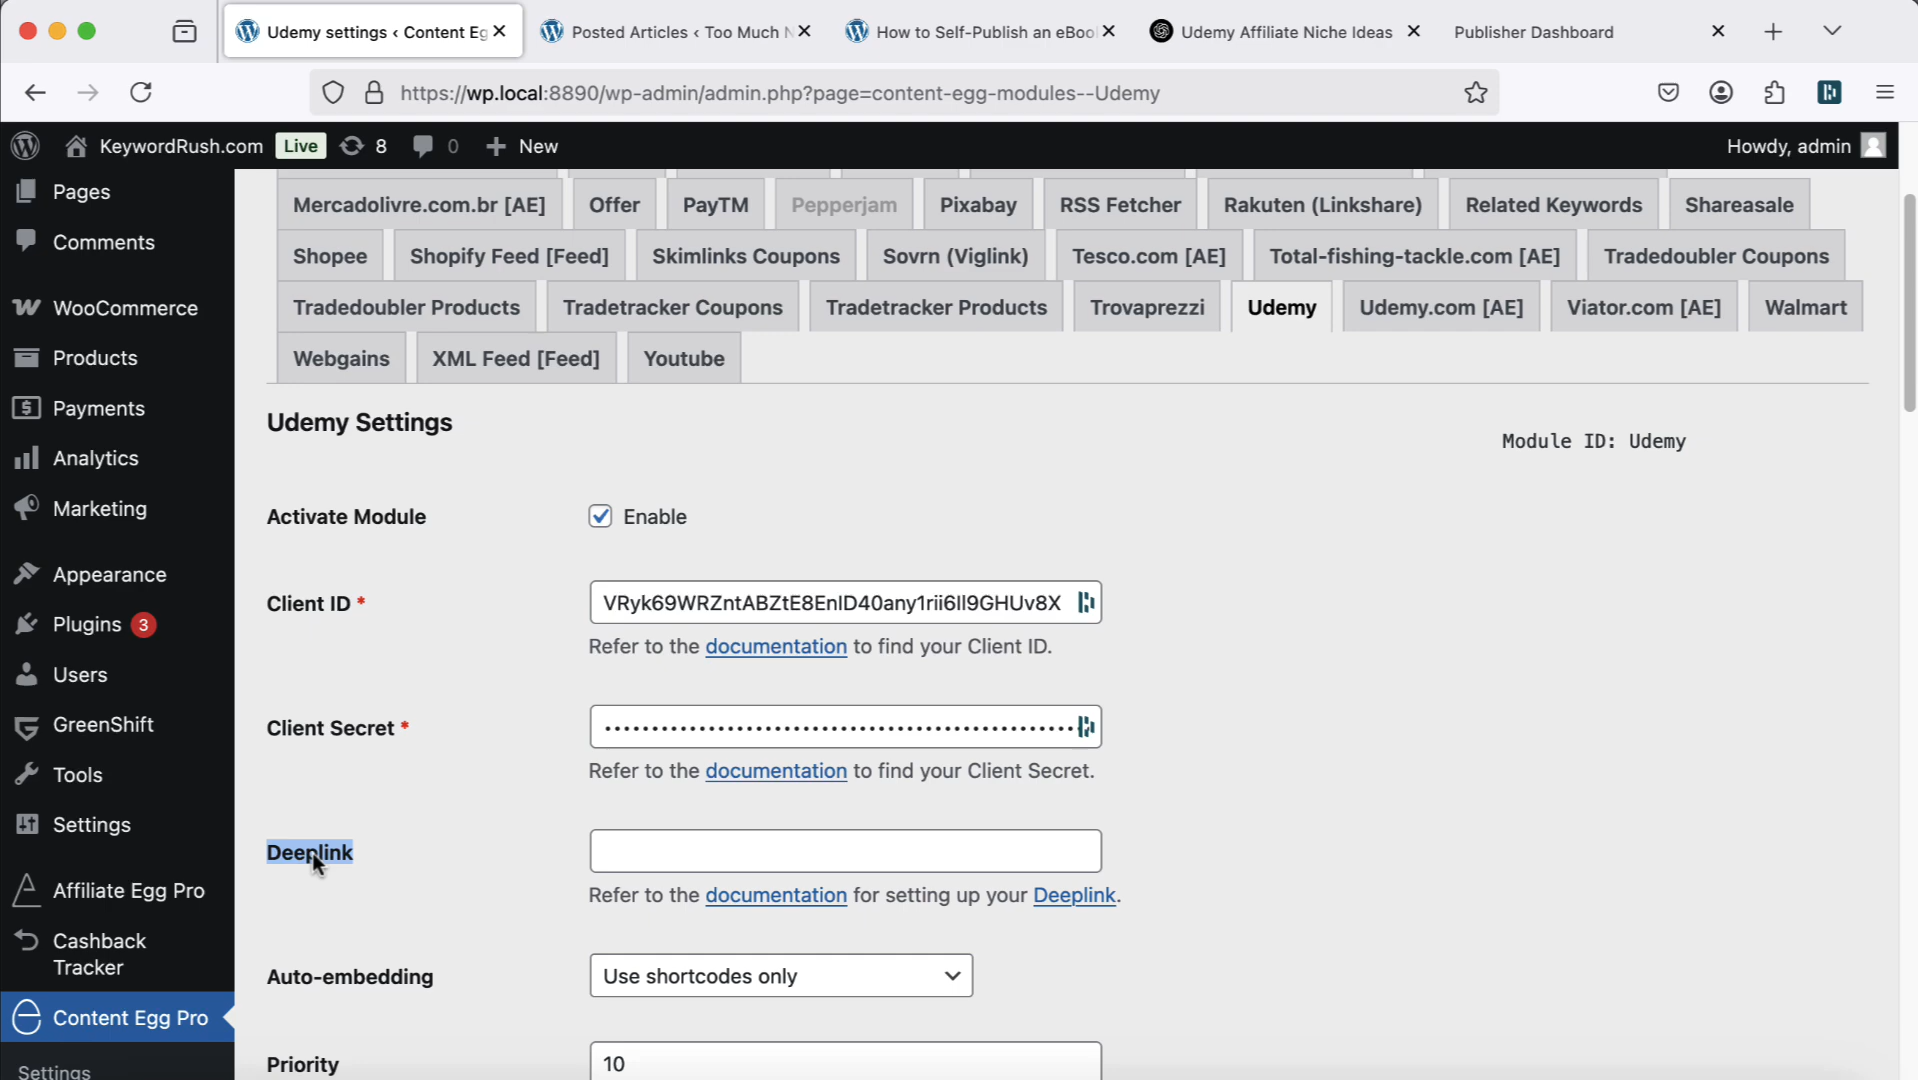 Udemy settings ‹ Content Eg
Posted Articles ‹ Too Much N
How to Self-Publish an eBoo
Udemy Affiliate Niche Ideas
Publisher Dashboard
https://wp.local:8890/wp-admin/admin.php?page=content-egg-modules--Udemy
KeywordRush.com Live 8 0 New
Howdy, admin
Pages
Comments
WooCommerce
Products
Payments
Analytics
Marketing
Appearance
Plugins 3
Users
GreenShift
Tools
Settings
Affiliate Egg Pro
Cashback
Tracker
Content Egg Pro
Settings
Mercadolivre.com.br [AE] Offer PayTM Pepperjam Pixabay RSS Fetcher Rakuten (Linkshare) Related Keywords Shareasale
Shopee Shopify Feed [Feed] Skimlinks Coupons Sovrn (Viglink) Tesco.com [AE] Total-fishing-tackle.com [AE] Tradedoubler Coupons
Tradedoubler Products Tradetracker Coupons Tradetracker Products Trovaprezzi Udemy Udemy.com [AE] Viator.com [AE] Walmart
Webgains XML Feed [Feed] Youtube
Udemy Settings
Module ID: Udemy
Activate Module
Enable
Client ID *
Refer to the documentation to find your Client ID.
Client Secret *
Refer to the documentation to find your Client Secret.
Deeplink
Refer to the documentation for setting up your Deeplink.
Auto-embedding
Use shortcodes only
Priority
10